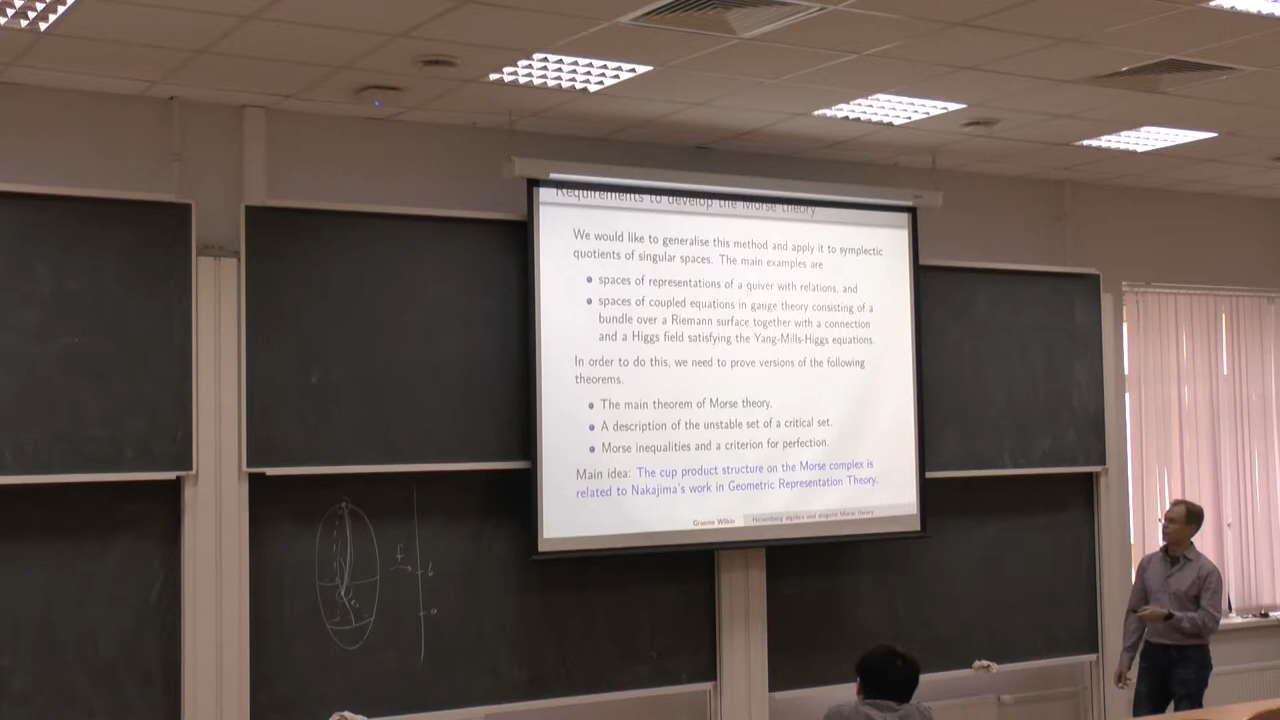 Requirements to develop the Morse theory
We would like to generalise this method and apply it to symplectic
quotients of singular spaces. The main examples are
spaces of representations of a quiver with relations, and
spaces of coupled equations in gauge theory consisting of a
bundle over a Riemann surface together with a connection
and a Higgs field satisfying the Yang-Mills-Higgs equations.
In order to do this, we need to prove versions of the following
theorems.
The main theorem of Morse theory.
A description of the unstable set of a critical set.
Morse inequalities and a criterion for perfection.
Main idea: The cup product structure on the Morse complex is
related to Nakajima's work in Geometric Representation Theory.
Graeme Wilkin Heisenberg algebra and singular Morse theory
f
b